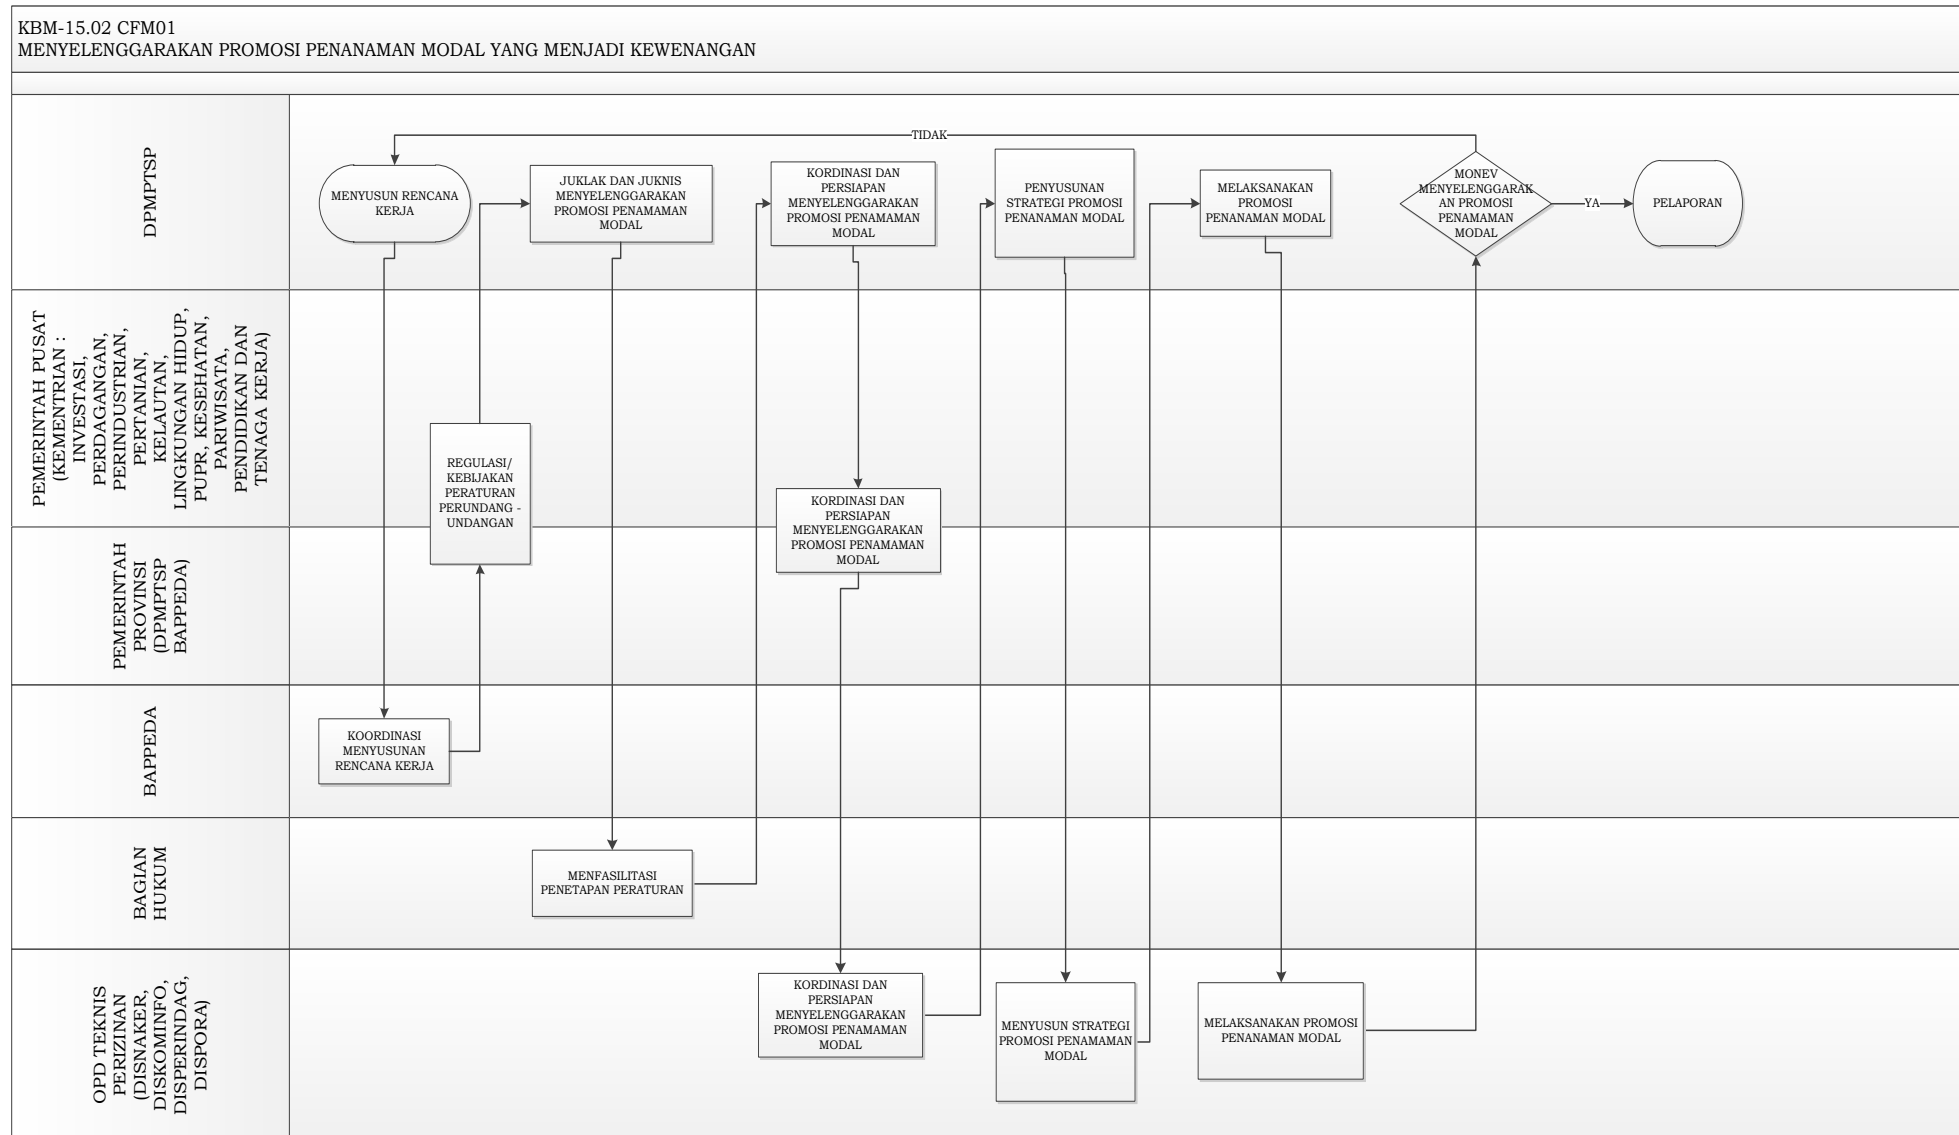 KBM-15.02 CFM01
MENYELENGGARAKAN PROMOSI PENANAMAN MODAL YANG MENJADI KEWENANGAN
DPMPTSP
TIDAK
MENYUSUN RENCANA
KERJA
JUKLAK DAN JUKNIS
MENYELENGGARAKAN
PROMOSI PENAMAMAN
MODAL
KORDINASI DAN
PERSIAPAN
MENYELENGGARAKAN
PROMOSI PENAMAMAN
MODAL
PENYUSUNAN
STRATEGI PROMOSI
PENANAMAN MODAL
MELAKSANAKAN
PROMOSI
PENANAMAN MODAL
MONEV
MENYELENGGARAK
AN PROMOSI
PENAMAMAN
MODAL
YA
PELAPORAN
PEMERINTAH PUSAT
(KEMENTRIAN :
INVESTASI,
PERDAGANGAN,
PERINDUSTRIAN,
PERTANIAN,
KELAUTAN,
LINGKUNGAN HIDUP,
PUPR, KESEHATAN,
PARIWISATA,
PENDIDIKAN DAN
TENAGA KERJA)
REGULASI/
KEBIJAKAN
PERATURAN
PERUNDANG -
UNDANGAN
KORDINASI DAN
PERSIAPAN
MENYELENGGARAKAN
PROMOSI PENAMAMAN
MODAL
PEMERINTAH
PROVINSI
(DPMPTSP
BAPPEDA)
BAPPEDA
KOORDINASI
MENYUSUNAN
RENCANA KERJA
BAGIAN
HUKUM
MENFASILITASI
PENETAPAN PERATURAN
OPD TEKNIS
PERIZINAN
(DISNAKER,
DISKOMINFO,
DISPERINDAG,
DISPORA)
KORDINASI DAN
PERSIAPAN
MENYELENGGARAKAN
PROMOSI PENAMAMAN
MODAL
MENYUSUN STRATEGI
PROMOSI PENAMAMAN
MODAL
MELAKSANAKAN PROMOSI
PENANAMAN MODAL